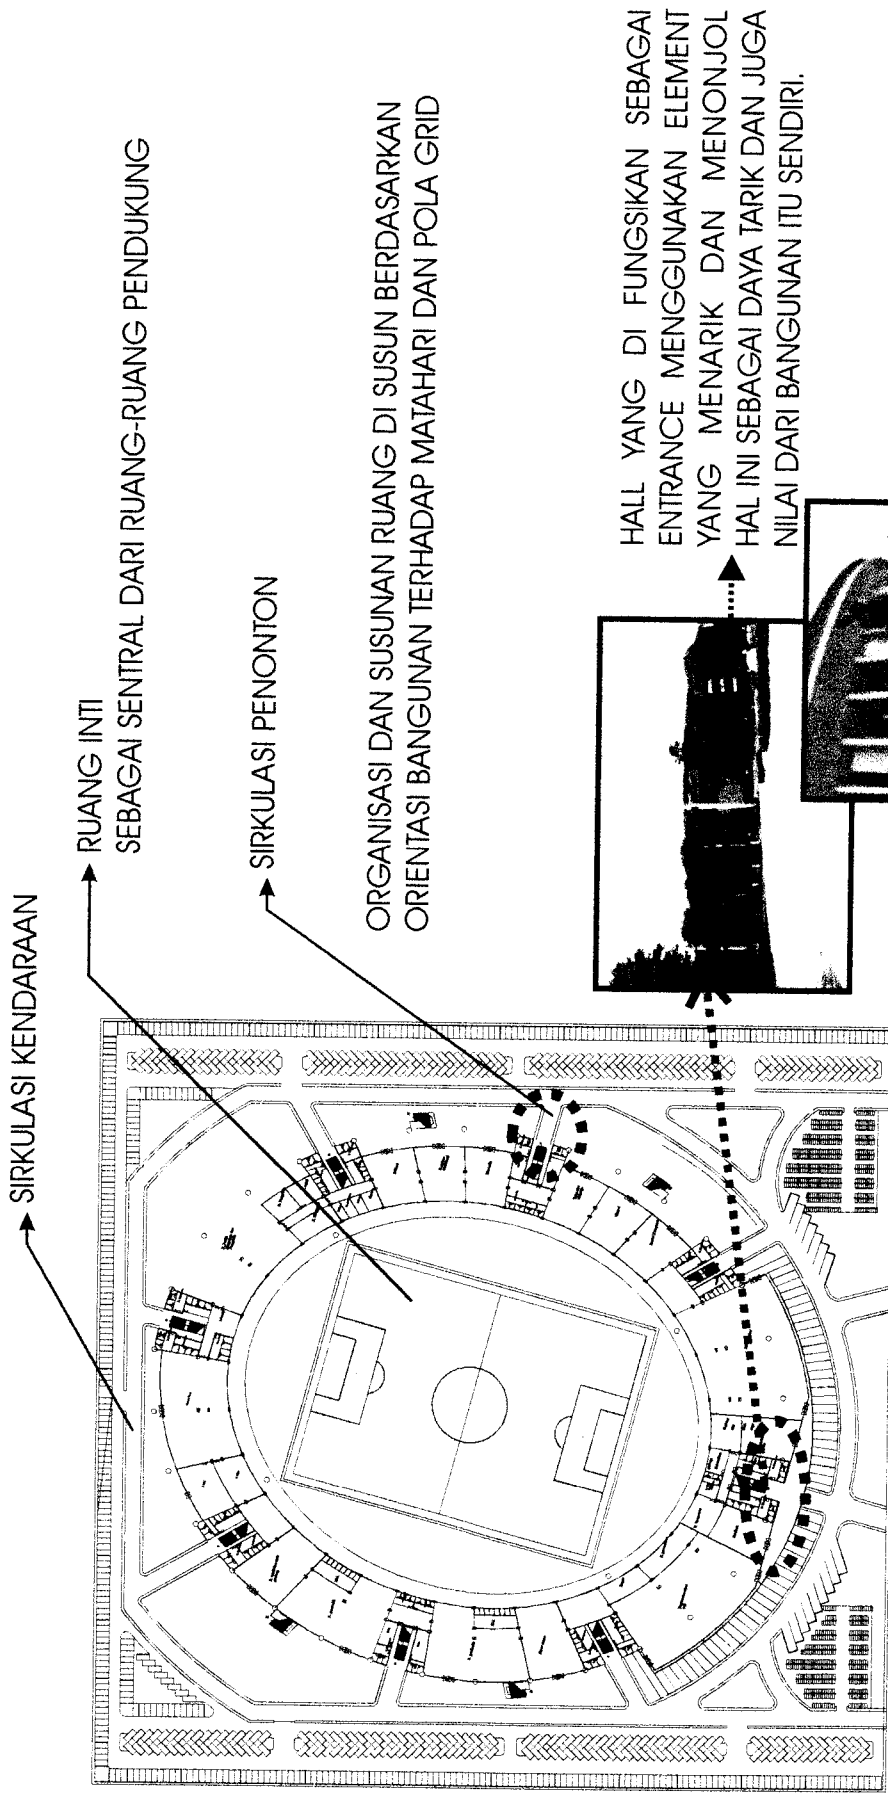 SIRKULASI KENDARAAN
RUANG INTI
SEBAGAI SENTRAL DARI RUANG-RUANG PENDUKUNG
SIRKULASI PENONTON
ORGANISASI DAN SUSUNAN RUANG DI SUSUN BERDASARKAN
ORIENTASI BANGUNAN TERHADAP MATAHARI DAN POLA GRID
HALL YANG DI FUNGSIKAN SEBAGAI
ENTRANCE MENGGUNAKAN ELEMENT
YANG MENARIK DAN MENONJOL
HAL INI SEBAGAI DAYA TARIK DAN JUGA
NILAI DARI BANGUNAN ITU SENDIRI.